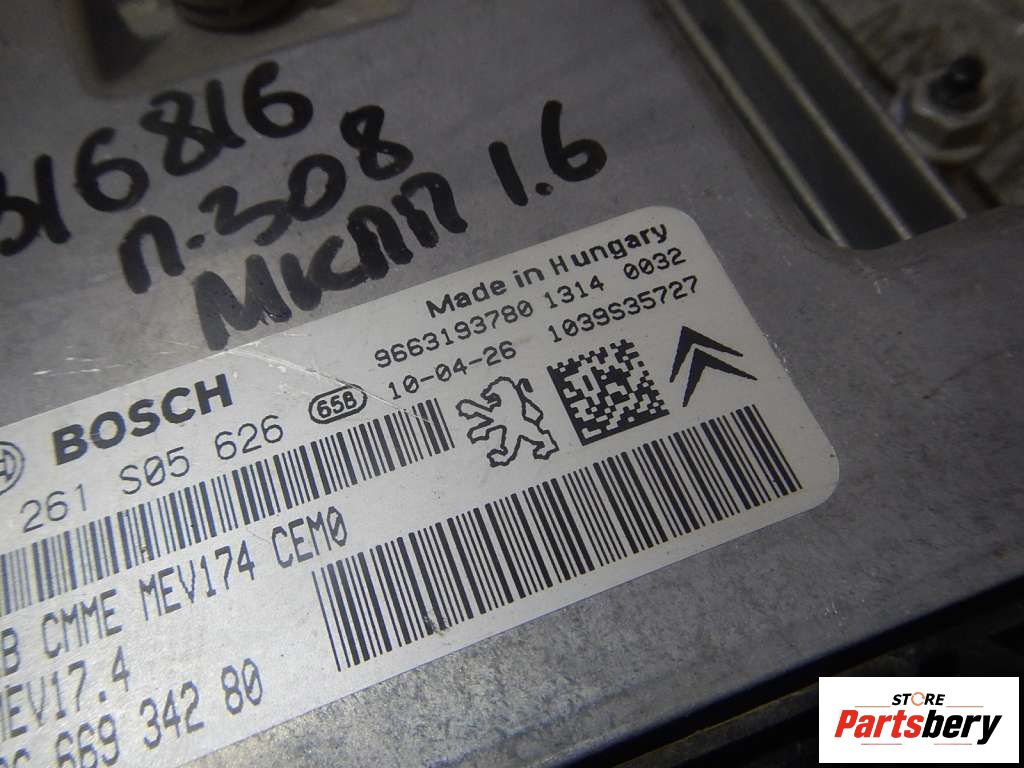 316816
п.308
МКПП 1.6
Made in Hungary
9663193780 1314 0032
BOSCH 658 10-04-26 1039S35727
261 S05 626
B CMME MEV174 CEM0
MEV17.4
669 342 80
STORE
Partsbery